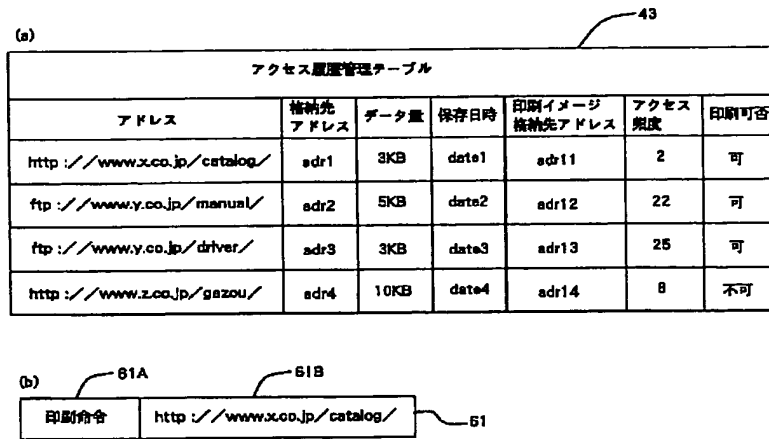 (a)
43
アクセス履歴管理テーブル
アドレス 格納先アドレス データ量 保存日時 印刷イメージ格納先アドレス アクセス頻度 印刷可否
http://www.x.co.jp/catalog/ adr1 3KB date1 adr11 2 可
ftp://www.y.co.jp/manual/ adr2 5KB date2 adr12 22 可
ftp://www.y.co.jp/driver/ adr3 3KB date3 adr13 25 可
http://www.z.co.jp/gazou/ adr4 10KB date4 adr14 8 不可
(b)
61A
61B
印刷命令 http://www.x.co.jp/catalog/
61